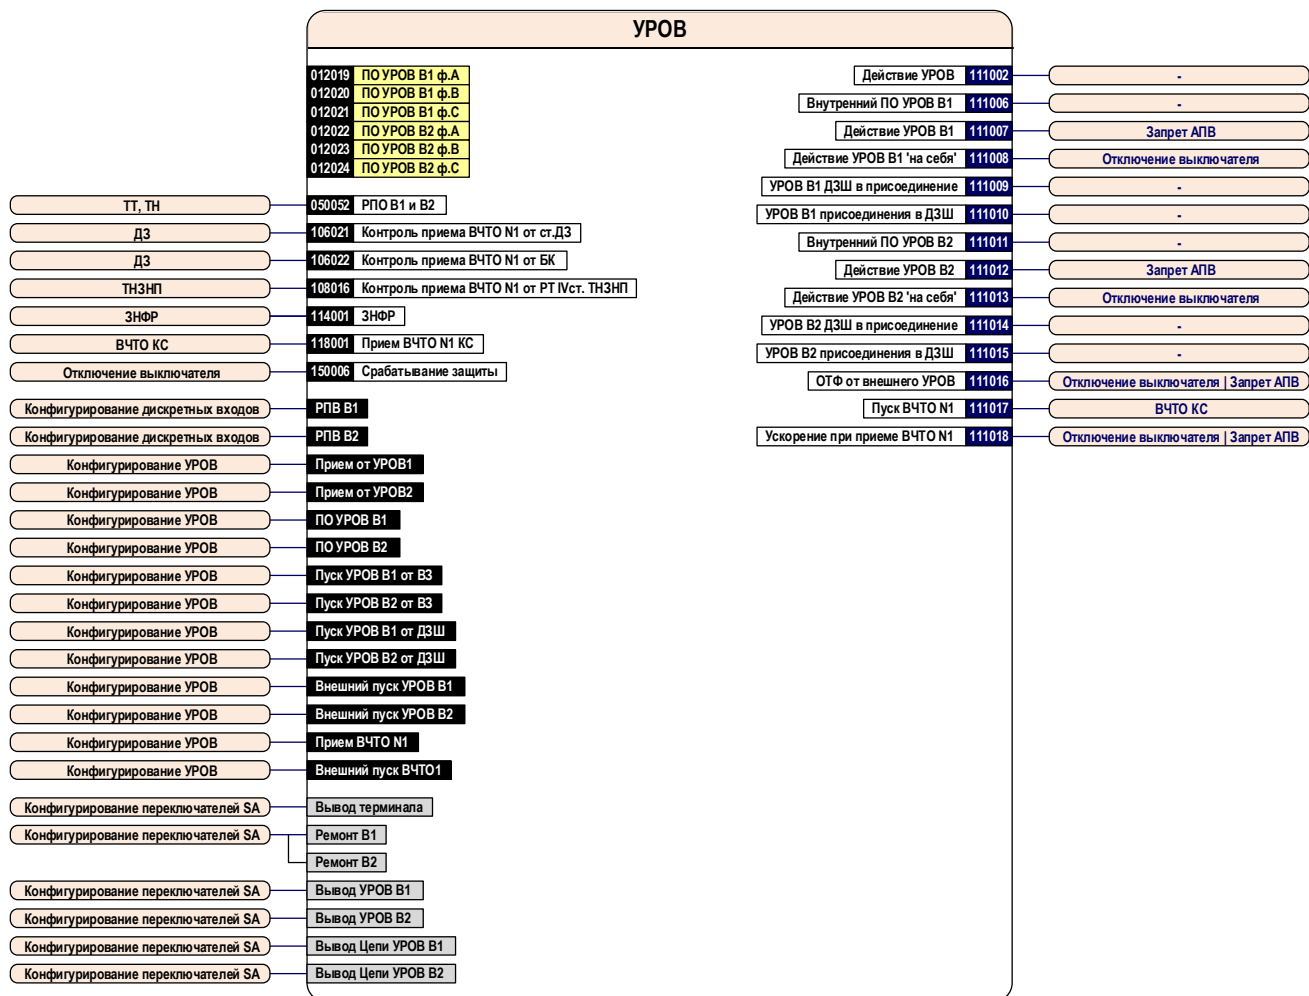 УРОВ
012019 ПО УРОВ В1 ф.А
012020 ПО УРОВ В1 ф.В
012021 ПО УРОВ В1 ф.С
012022 ПО УРОВ В2 ф.А
012023 ПО УРОВ В2 ф.В
012024 ПО УРОВ В2 ф.С
ТТ, ТН 050052 РПО В1 и В2
ДЗ 106021 Контроль приема ВЧТО N1 от ст.ДЗ
ДЗ 106022 Контроль приема ВЧТО N1 от БК
ТНЗНП 108016 Контроль приема ВЧТО N1 от РТ IVст. ТНЗНП
ЗНФР 114001 ЗНФР
ВЧТО КС 118001 Прием ВЧТО N1 КС
Отключение выключателя 150006 Срабатывание защиты
Конфигурирование дискретных входов РПВ В1
Конфигурирование дискретных входов РПВ В2
Конфигурирование УРОВ Прием от УРОВ1
Конфигурирование УРОВ Прием от УРОВ2
Конфигурирование УРОВ ПО УРОВ В1
Конфигурирование УРОВ ПО УРОВ В2
Конфигурирование УРОВ Пуск УРОВ В1 от ВЗ
Конфигурирование УРОВ Пуск УРОВ В2 от ВЗ
Конфигурирование УРОВ Пуск УРОВ В1 от ДЗШ
Конфигурирование УРОВ Пуск УРОВ В2 от ДЗШ
Конфигурирование УРОВ Внешний пуск УРОВ В1
Конфигурирование УРОВ Внешний пуск УРОВ В2
Конфигурирование УРОВ Прием ВЧТО N1
Конфигурирование УРОВ Внешний пуск ВЧТО1
Конфигурирование переключателей SA Вывод терминала
Конфигурирование переключателей SA Ремонт В1
Ремонт В2
Конфигурирование переключателей SA Вывод УРОВ В1
Конфигурирование переключателей SA Вывод УРОВ В2
Конфигурирование переключателей SA Вывод Цепи УРОВ В1
Конфигурирование переключателей SA Вывод Цепи УРОВ В2
Действие УРОВ 111002 -
Внутренний ПО УРОВ В1 111006 -
Действие УРОВ В1 111007 Запрет АПВ
Действие УРОВ В1 'на себя' 111008 Отключение выключателя
УРОВ В1 ДЗШ в присоединение 111009 -
УРОВ В1 присоединения в ДЗШ 111010 -
Внутренний ПО УРОВ В2 111011 -
Действие УРОВ В2 111012 Запрет АПВ
Действие УРОВ В2 'на себя' 111013 Отключение выключателя
УРОВ В2 ДЗШ в присоединение 111014 -
УРОВ В2 присоединения в ДЗШ 111015 -
ОТФ от внешнего УРОВ 111016 Отключение выключателя | Запрет АПВ
Пуск ВЧТО N1 111017 ВЧТО КС
Ускорение при приеме ВЧТО N1 111018 Отключение выключателя | Запрет АПВ